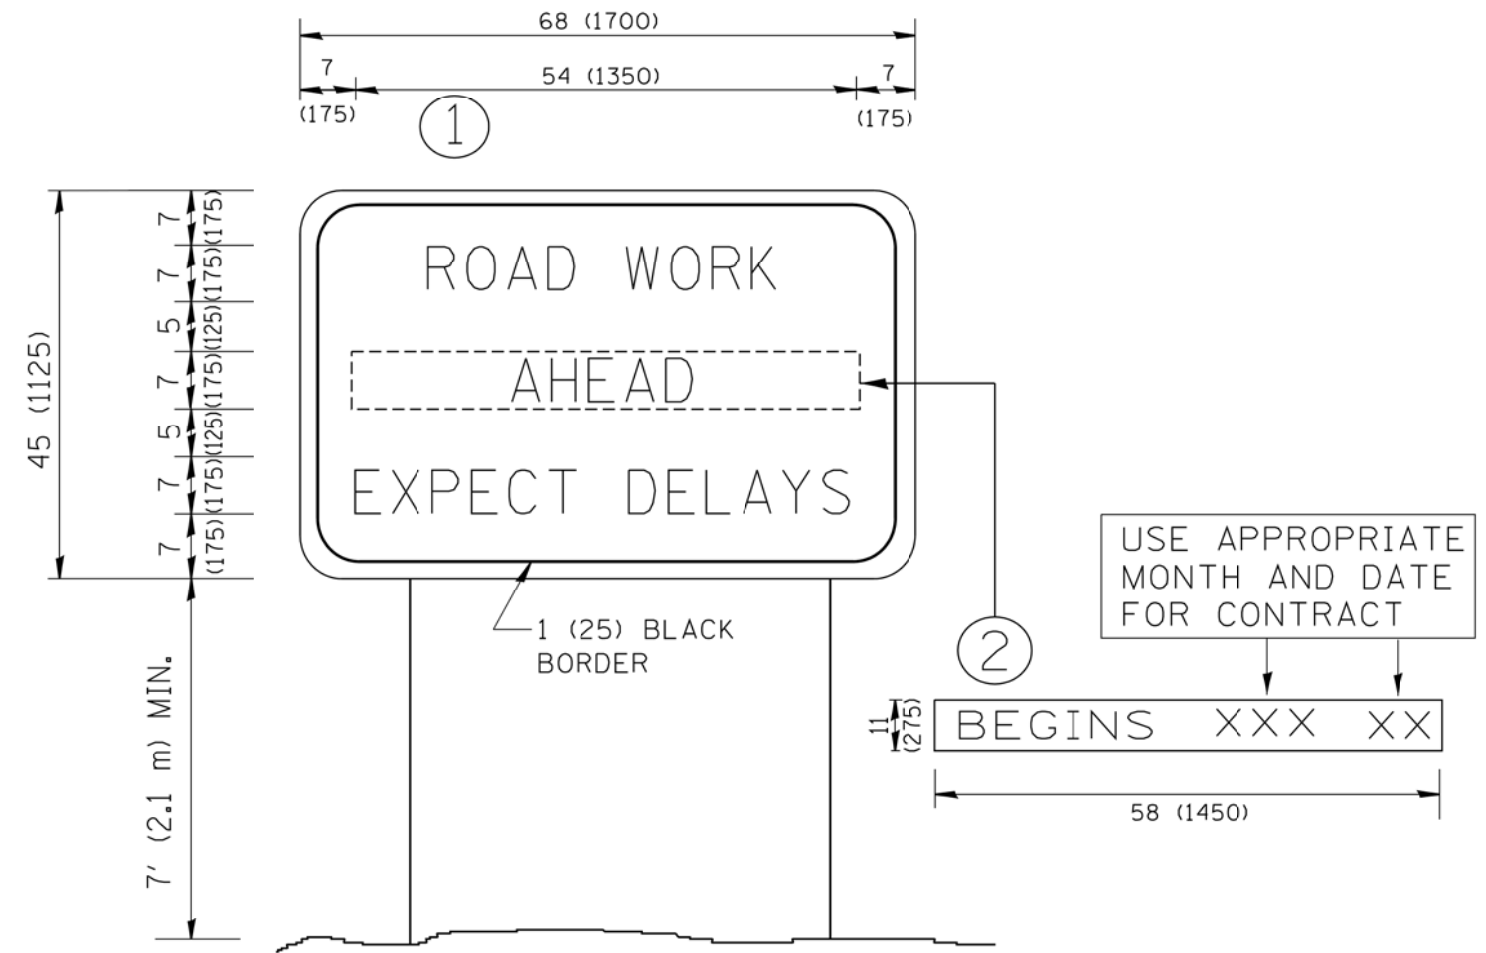 68 (1700)
7
54 (1350)
7
(175)
(175)
1
7
(175)
7
(175)
5
(125)
7
(175)
5
(125)
7
(175)
7
(175)
45 (1125)
ROAD WORK
AHEAD
EXPECT DELAYS
1 (25) BLACK
BORDER
7' (2.1 m) MIN.
2
USE APPROPRIATE
MONTH AND DATE
FOR CONTRACT
11
(275)
BEGINS XXX XX
58 (1450)